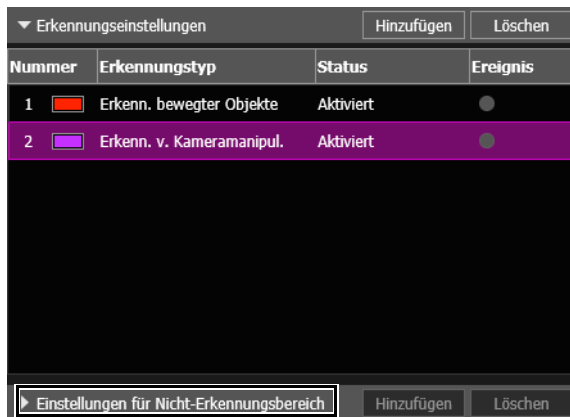 Erkennungseinstellungen Hinzufügen Löschen
Nummer Erkennungstyp Status Ereignis
1 Erkenn. bewegter Objekte Aktiviert
2 Erkenn. v. Kameramanipul. Aktiviert
Einstellungen für Nicht-Erkennungsbereich Hinzufügen Löschen